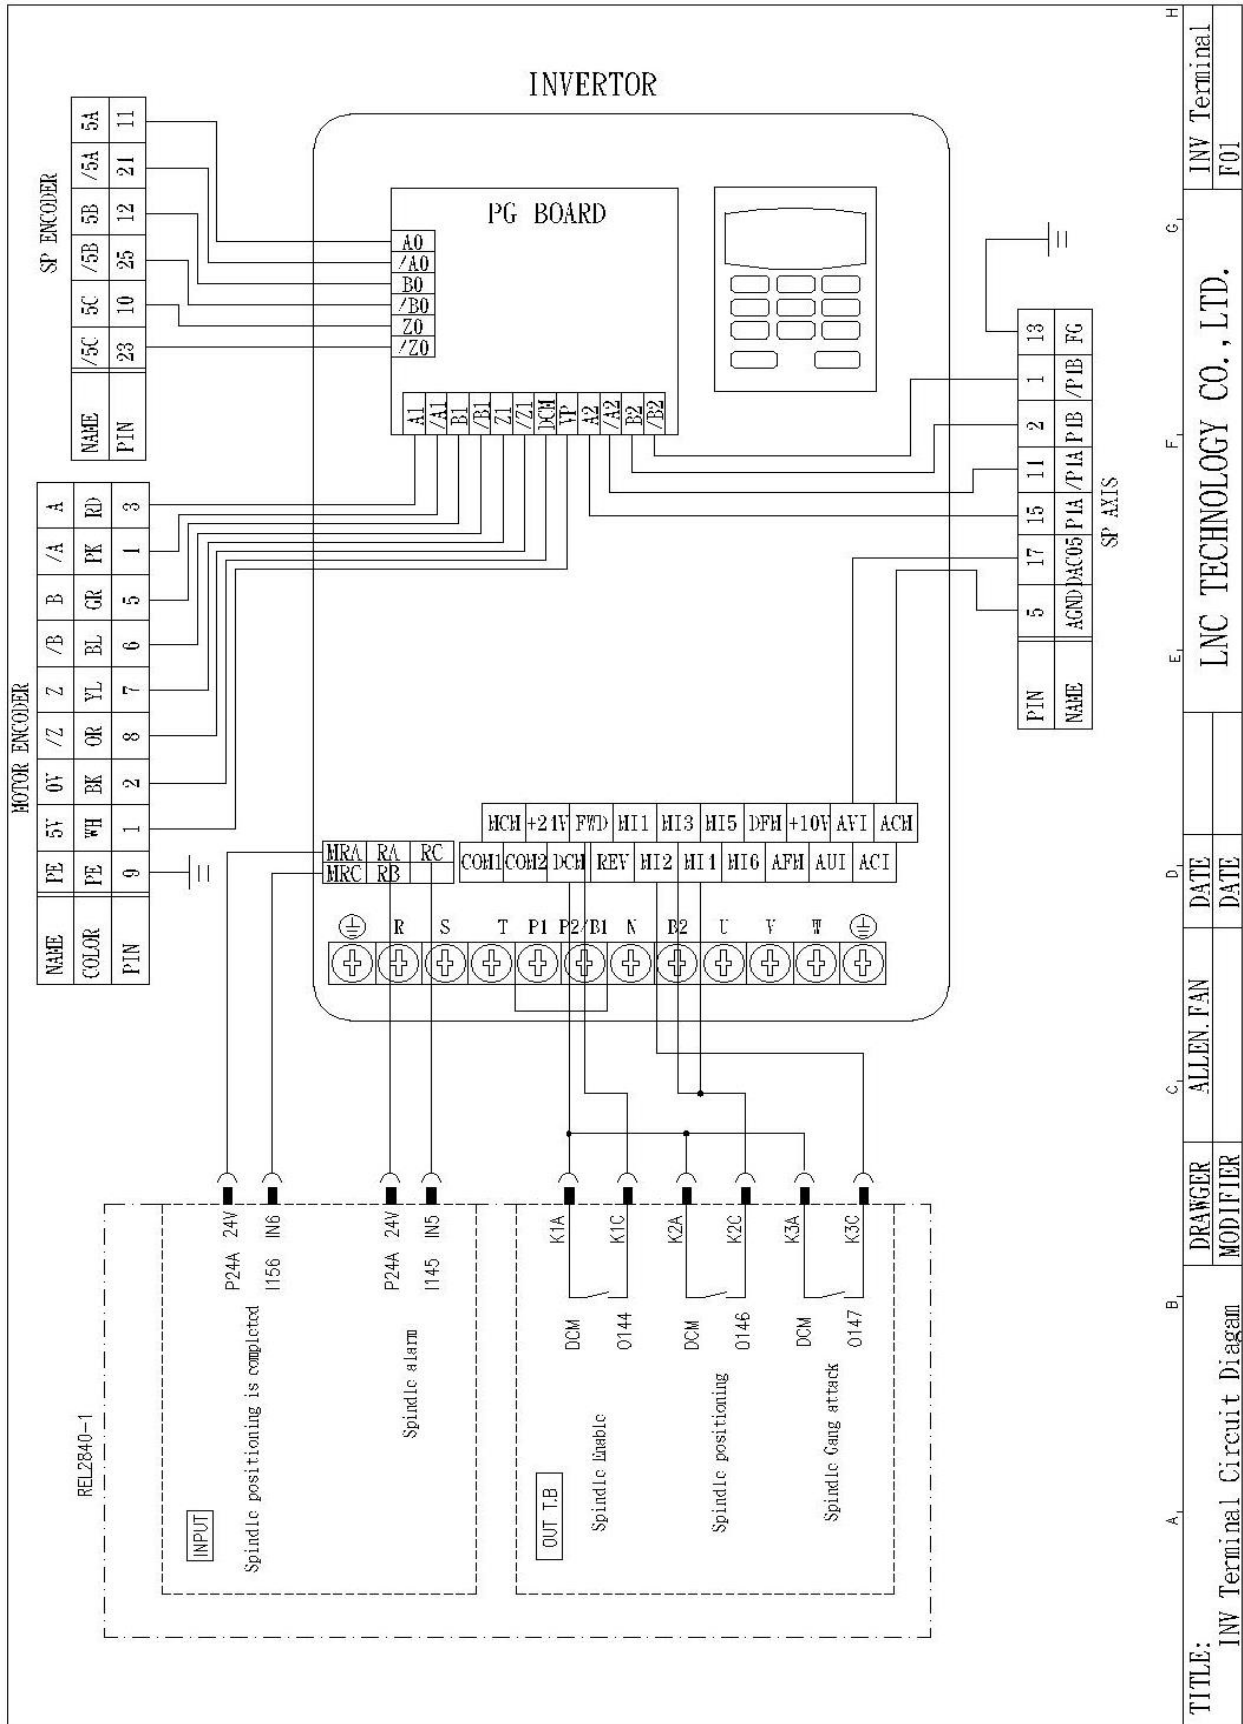 INVERTOR
SP ENCODER
NAME /5C 5C /5B 5B /5A 5A
PIN 23 10 25 12 21 11
PG BOARD
A0
/A0
B0
/B0
Z0
/Z0
A1 /A1 B1 /B1 Z1 /Z1 DCM VP A2 /A2 B2 /B2
MOTOR ENCODER
NAME PE 5V 0V /Z Z /B B /A A
COLOR PE WH BK OR YL BL GR PK RD
PIN 9 1 2 8 7 6 5 1 3
PIN 5 17 15 11 2 1 13
NAME AGND DAC05 P1A /P1A P1B /P1B FG
SP AXIS
MRA RA RC
MRC RB
MCM +24V FWD MI1 MI3 MI5 DFM +10V AVI ACM
COM1 COM2 DCM REV MI2 MI4 MI6 AFM AUI ACI
R S T P1 P2/B1 N B2 U V W
REL2840-1
INPUT
P24A 24V
I156 IN6
Spindle positioning is completed
P24A 24V
I145 IN5
Spindle alarm
OUT T.B
K1A
K1C
DCM
O144
Spindle Enable
K2A
K2C
DCM
O146
Spindle positioning
K3A
K3C
DCM
O147
Spindle Gang attack
A B C D E F G H
TITLE:
INV Terminal Circuit Diagam
DRAWGER ALLEN.FAN DATE
MODIFIER DATE
LNC TECHNOLOGY CO.,LTD.
INV Terminal
F01